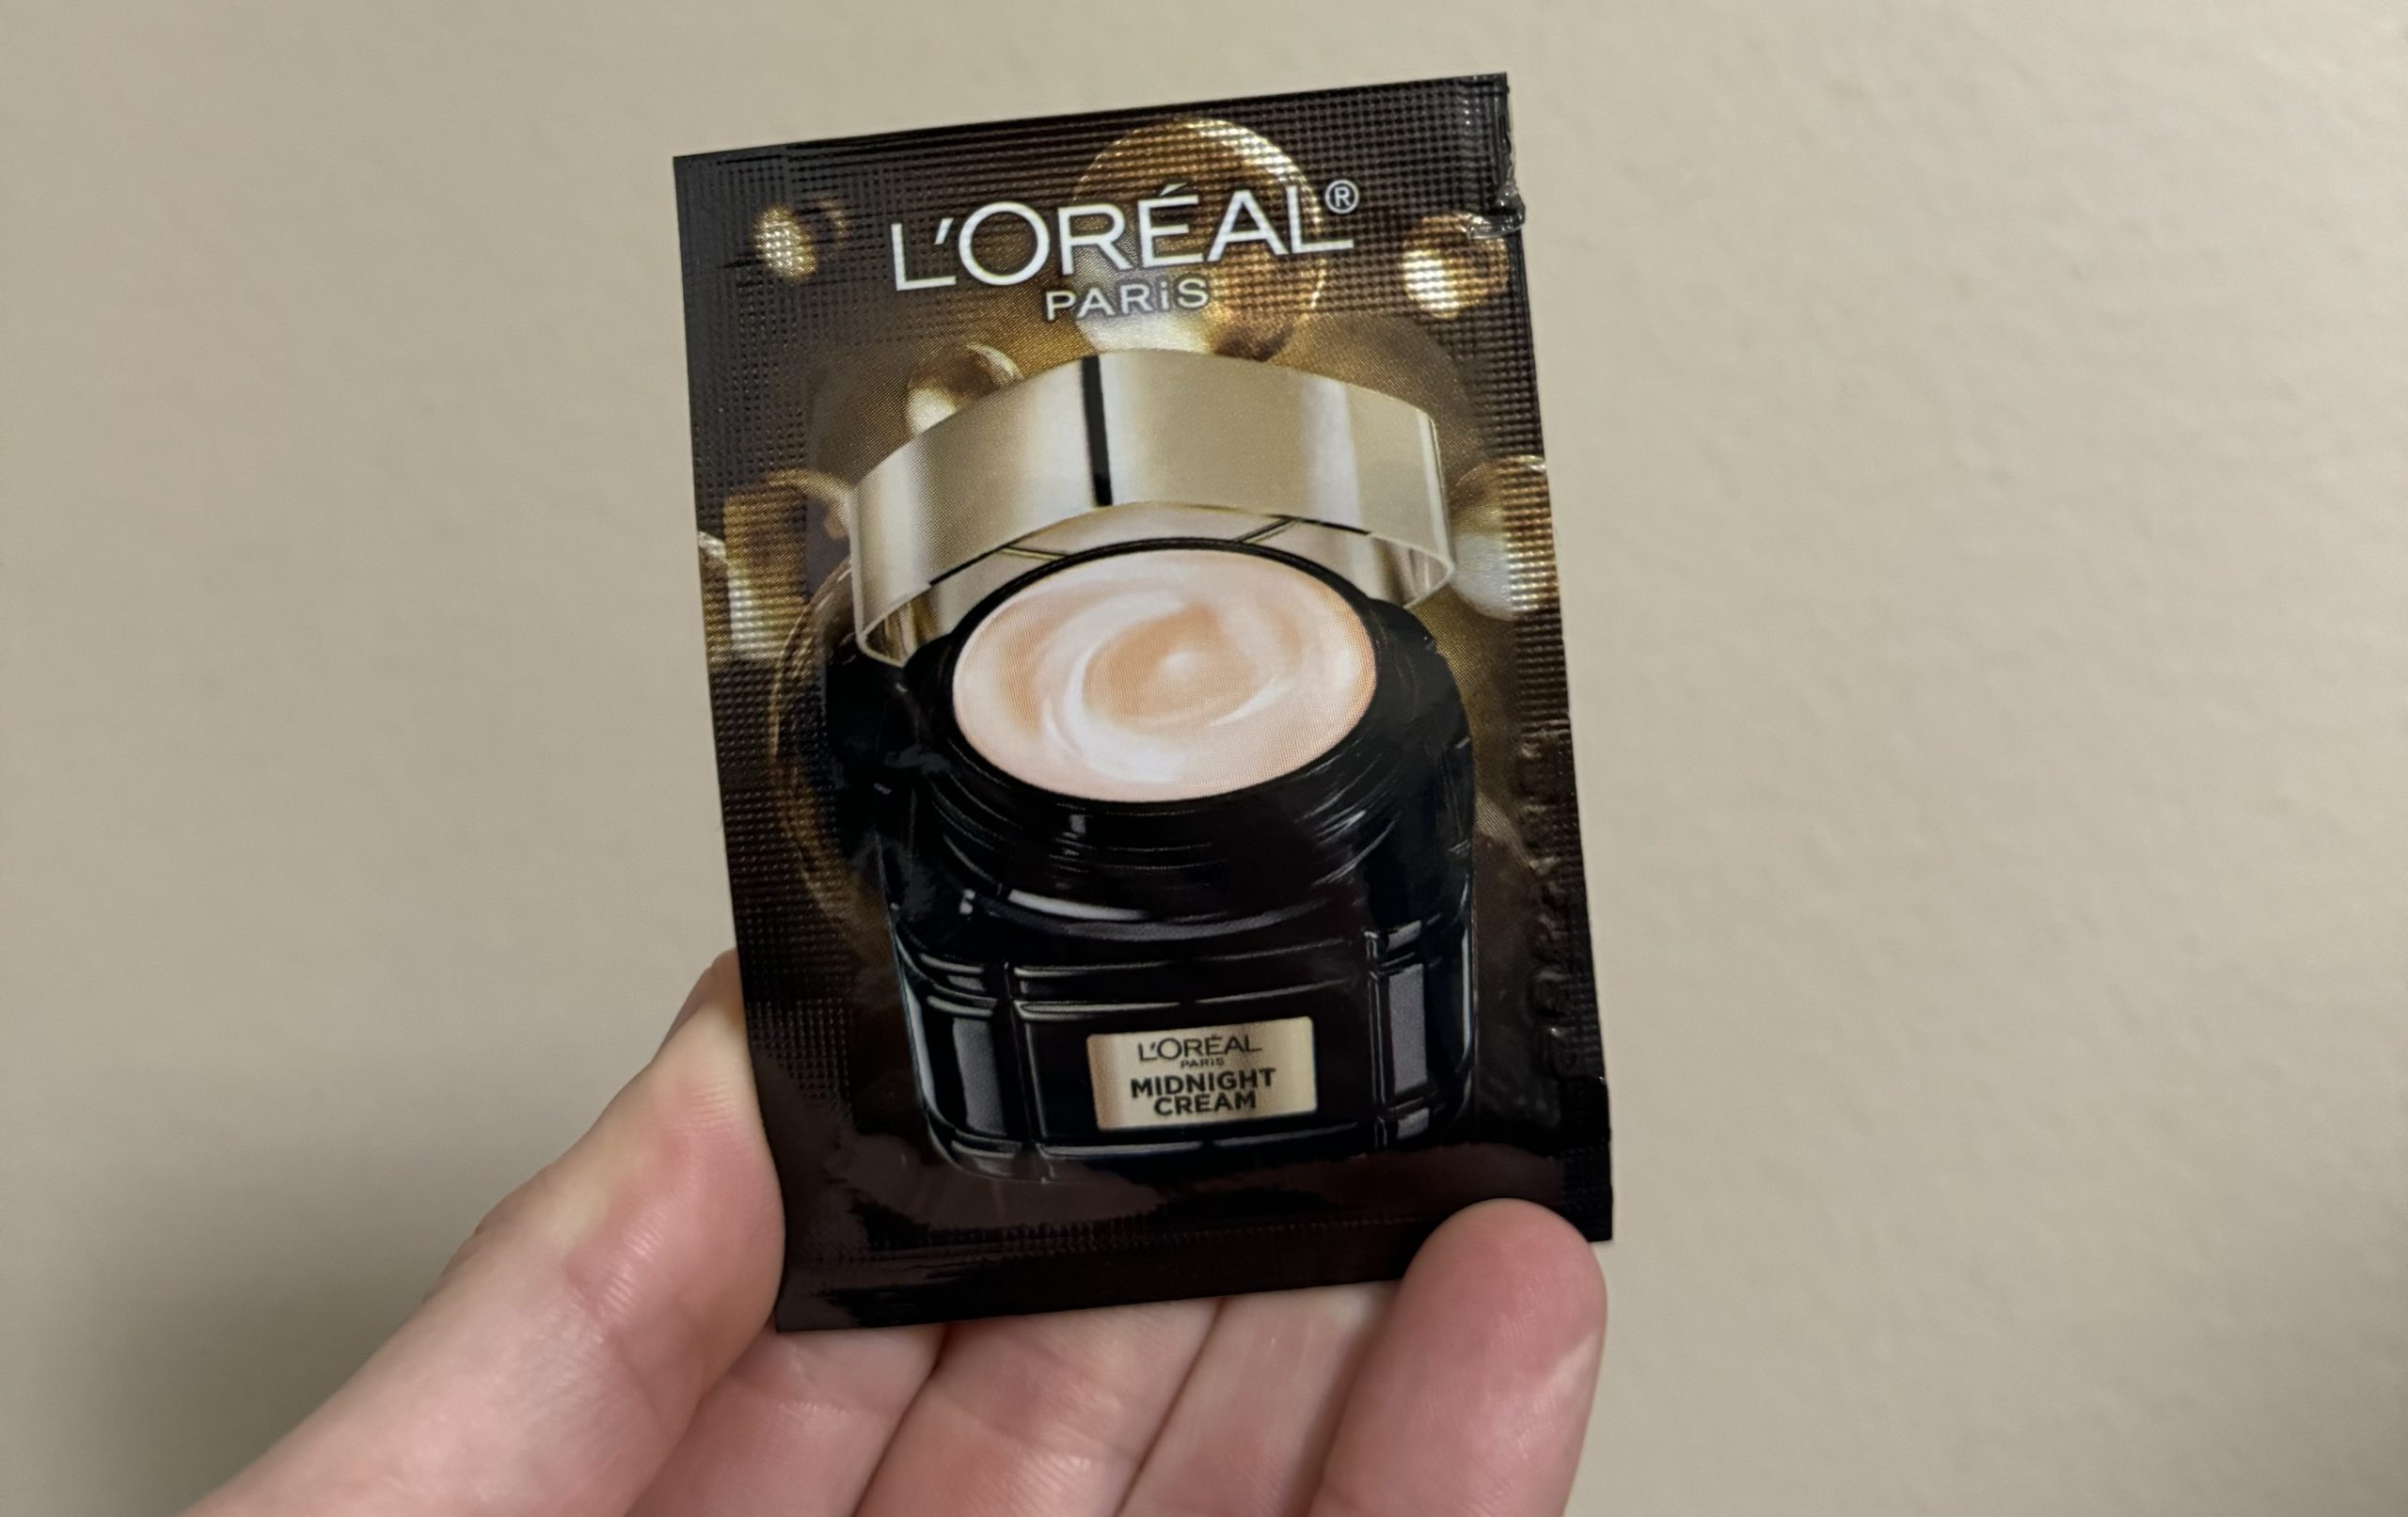 L'ORÉAL®
PARiS
L'ORÉAL
PARiS
MIDNIGHT
CREAM